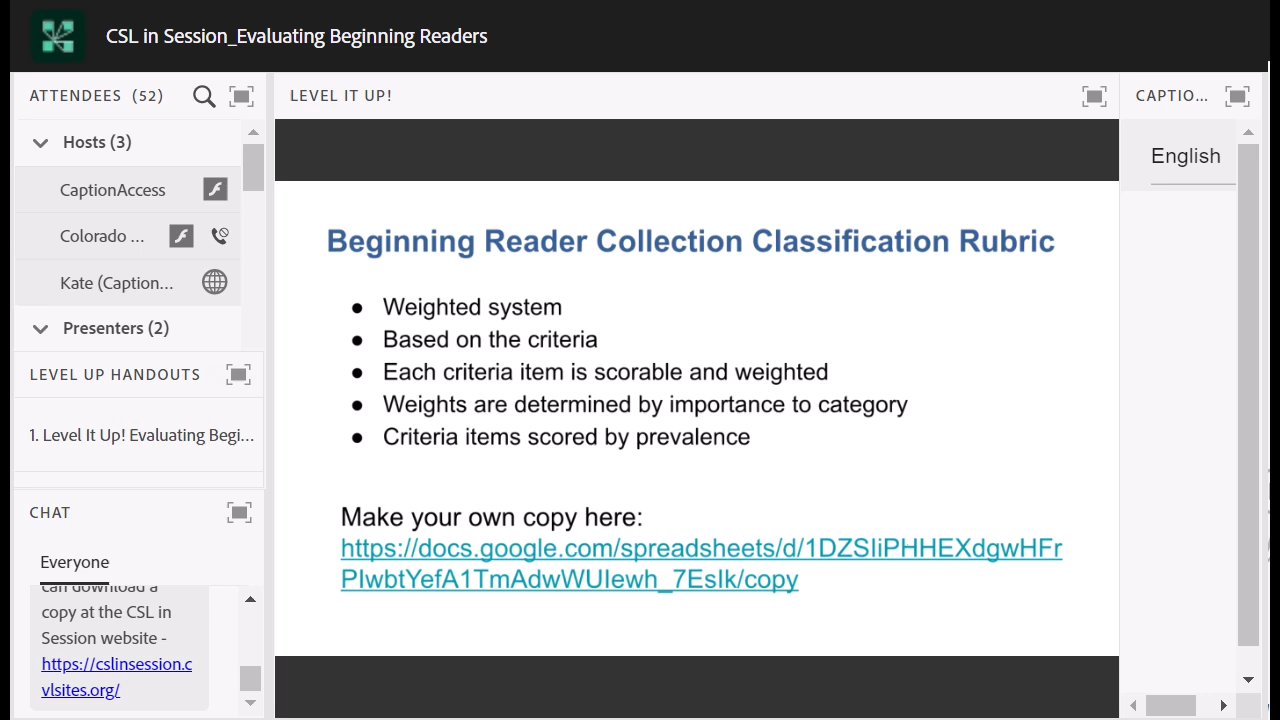 CSL in Session_Evaluating Beginning Readers
ATTENDEES (52)
Hosts (3)
CaptionAccess
Colorado ...
Kate (Caption...
Presenters (2)
LEVEL UP HANDOUTS
1. Level It Up! Evaluating Begi...
CHAT
Everyone
can download a
copy at the CSL in
Session website -
https://cslinsession.c
vlsites.org/
LEVEL IT UP!
Beginning Reader Collection Classification Rubric
● Weighted system
● Based on the criteria
● Each criteria item is scorable and weighted
● Weights are determined by importance to category
● Criteria items scored by prevalence
Make your own copy here:
https://docs.google.com/spreadsheets/d/1DZSIiPHHEXdgwHFr
PIwbtYefA1TmAdwWUIewh_7EsIk/copy
CAPTIO...
English